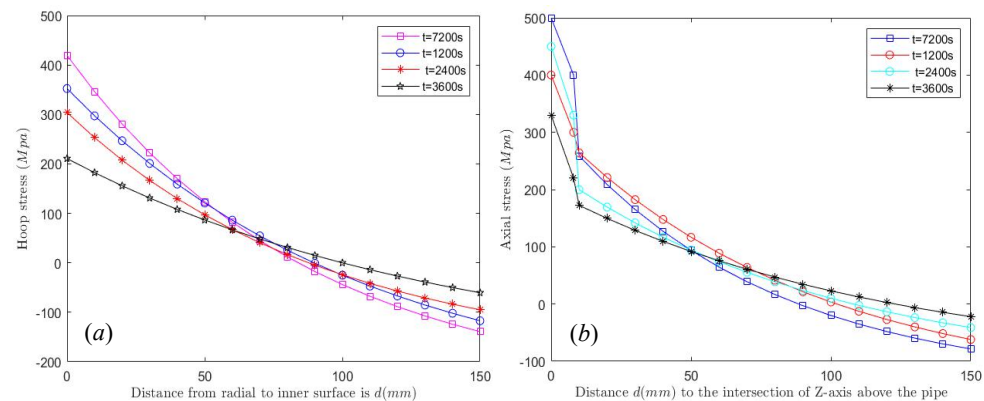 500
400
300
200
100
0
-100
-200
0
50
100
150
Hoop stress (Mpa)
Distance from radial to inner surface is d(mm)
t=7200s
t=1200s
t=2400s
t=3600s
(a)
500
400
300
200
100
0
-100
0
50
100
150
Axial stress (Mpa)
Distance d(mm) to the intersection of Z-axis above the pipe
t=7200s
t=1200s
t=2400s
t=3600s
(b)